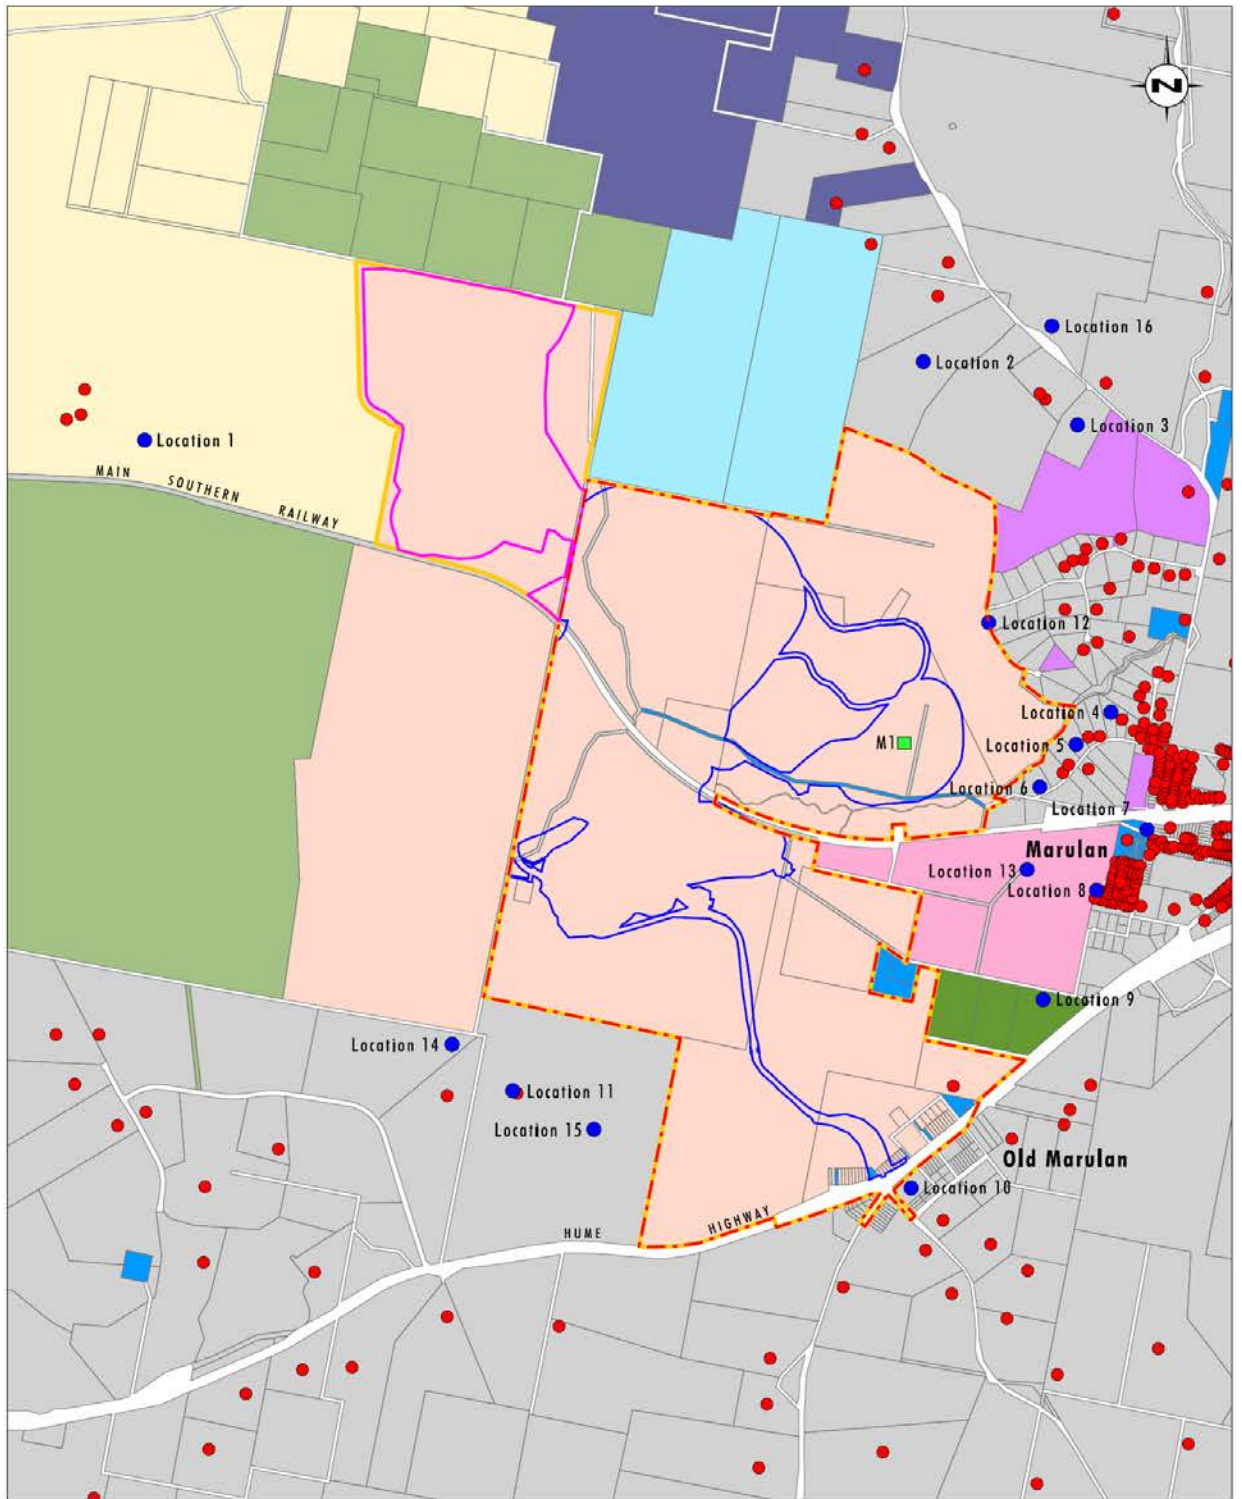 N
Location 16
Location 2
Location 3
Location 1
MAIN SOUTHERN RAILWAY
Location 12
Location 4
M1
Location 5
Location 6
Location 7
Marulan
Location 13
Location 8
Location 9
Location 14
Location 11
Location 15
Old Marulan
Location 10
HUME HIGHWAY